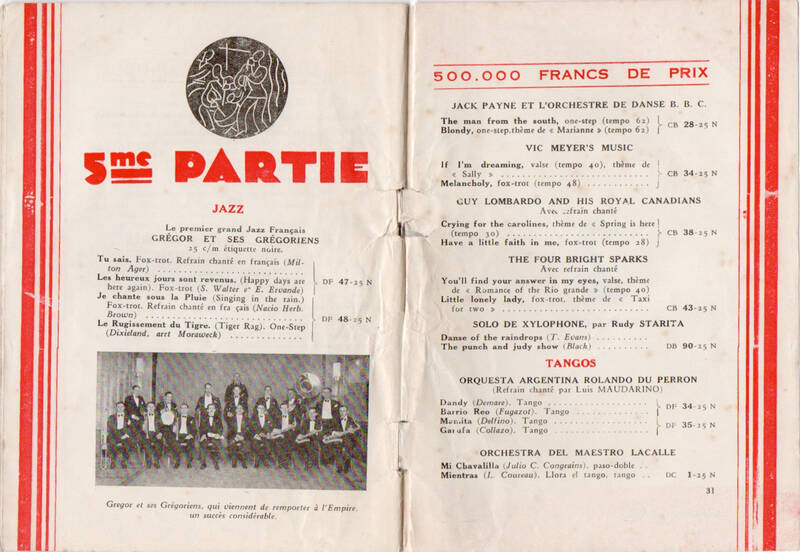 5me PARTIE
JAZZ
Le premier grand Jazz Français
GRÉGOR ET SES GRÉGORIENS
25 c/m étiquette noire.
Tu sais. Fox-trot. Refrain chanté en français (Mil-
ton Ager) . . . . . . . . . . . . . . . . . . . . . .
Les heureux jours sont revenus. (Happy days are
here again). Fox-trot (S. Walter et E. Ervande)
DF 47-25 N
Je chante sous la Pluie (Singing in the rain.)
Fox-trot. Refrain chanté en fra çais (Nacio Herb.
Brown) . . . . . . . . . . . . . . . . . . . . . .
Le Rugissement du Tigre. (Tiger Rag). One-Step
(Dixieland, arrt Moraweck) . . . . . . . . . . . .
DF 48-25 N
Gregor et ses Grégoriens, qui viennent de remporter à l'Empire,
un succès considérable.
500.000 FRANCS DE PRIX
JACK PAYNE ET L'ORCHESTRE DE DANSE B. B. C.
The man from the south, one-step (tempo 62)
Blondy, one-step.thème de « Marianne » (tempo 62)
CB 28-25 N
VIC MEYER'S MUSIC
If I'm dreaming, valse (tempo 40), thème de
« Sally » . . . . . . . . . . . . . . . . . . . .
Melancholy, fox-trot (tempo 48) . . . . . . . . . .
CB 34-25 N
GUY LOMBARDO AND HIS ROYAL CANADIANS
Avec refrain chanté
Crying for the carolines, thème de « Spring is here
(tempo 30) . . . . . . . . . . . . . . . . . . . .
Have a little faith in me, fox-trot (tempo 28)
CB 38-25 N
THE FOUR BRIGHT SPARKS
Avec refrain chanté
You'll find your answer in my eyes, valse, thème
de « Romance of the Rio grande » (tempo 40)
Little lonely lady, fox-trot, thème de « Taxi
for two » . . . . . . . . . . . . . . . . . . . .
CB 43-25 N
SOLO DE XYLOPHONE, par Rudy STARITA
Danse of the raindrops (T. Evans) . . . . . . . . .
The punch and judy show (Black) . . . . . . . . . .
DB 90-25 N
TANGOS
ORQUESTA ARGENTINA ROLANDO DU PERRON
(Refrain chanté par Luis MAUDARINO)
Dandy (Demare). Tango . . . . . . . . . . . . . .
Barrio Reo (Fugazot). Tango . . . . . . . . . . . .
DF 34-25 N
Mamita (Delfino). Tango . . . . . . . . . . . . . .
Garufa (Collazo). Tango . . . . . . . . . . . . . .
DF 35-25 N
ORCHESTRA DEL MAESTRO LACALLE
Mi Chavalilla (Julio C. Congrains). paso-doble . .
Mientras (L. Coureau). Llora el tango, tango . .
DC 1-25 N
31